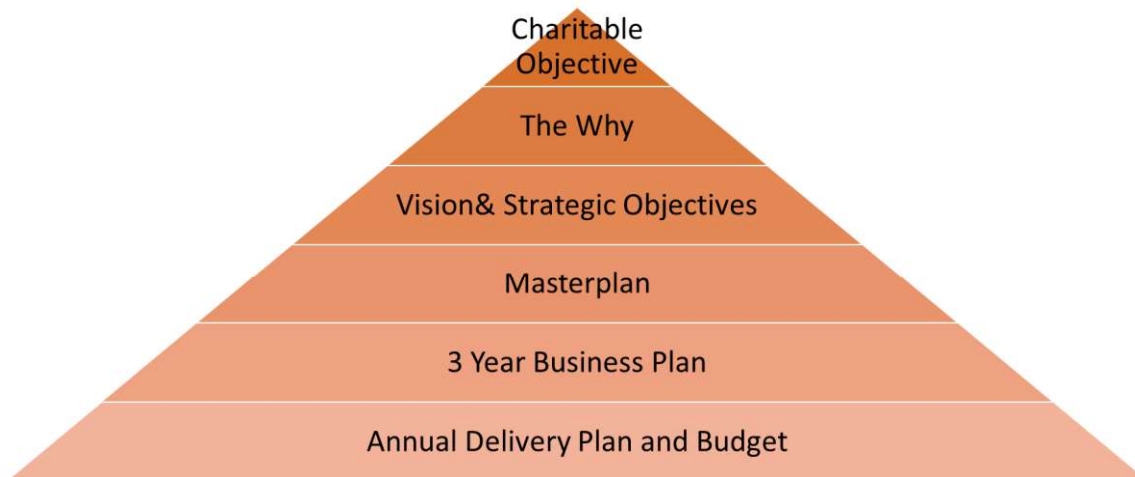 Charitable
Objective
The Why
Vision& Strategic Objectives
Masterplan
3 Year Business Plan
Annual Delivery Plan and Budget